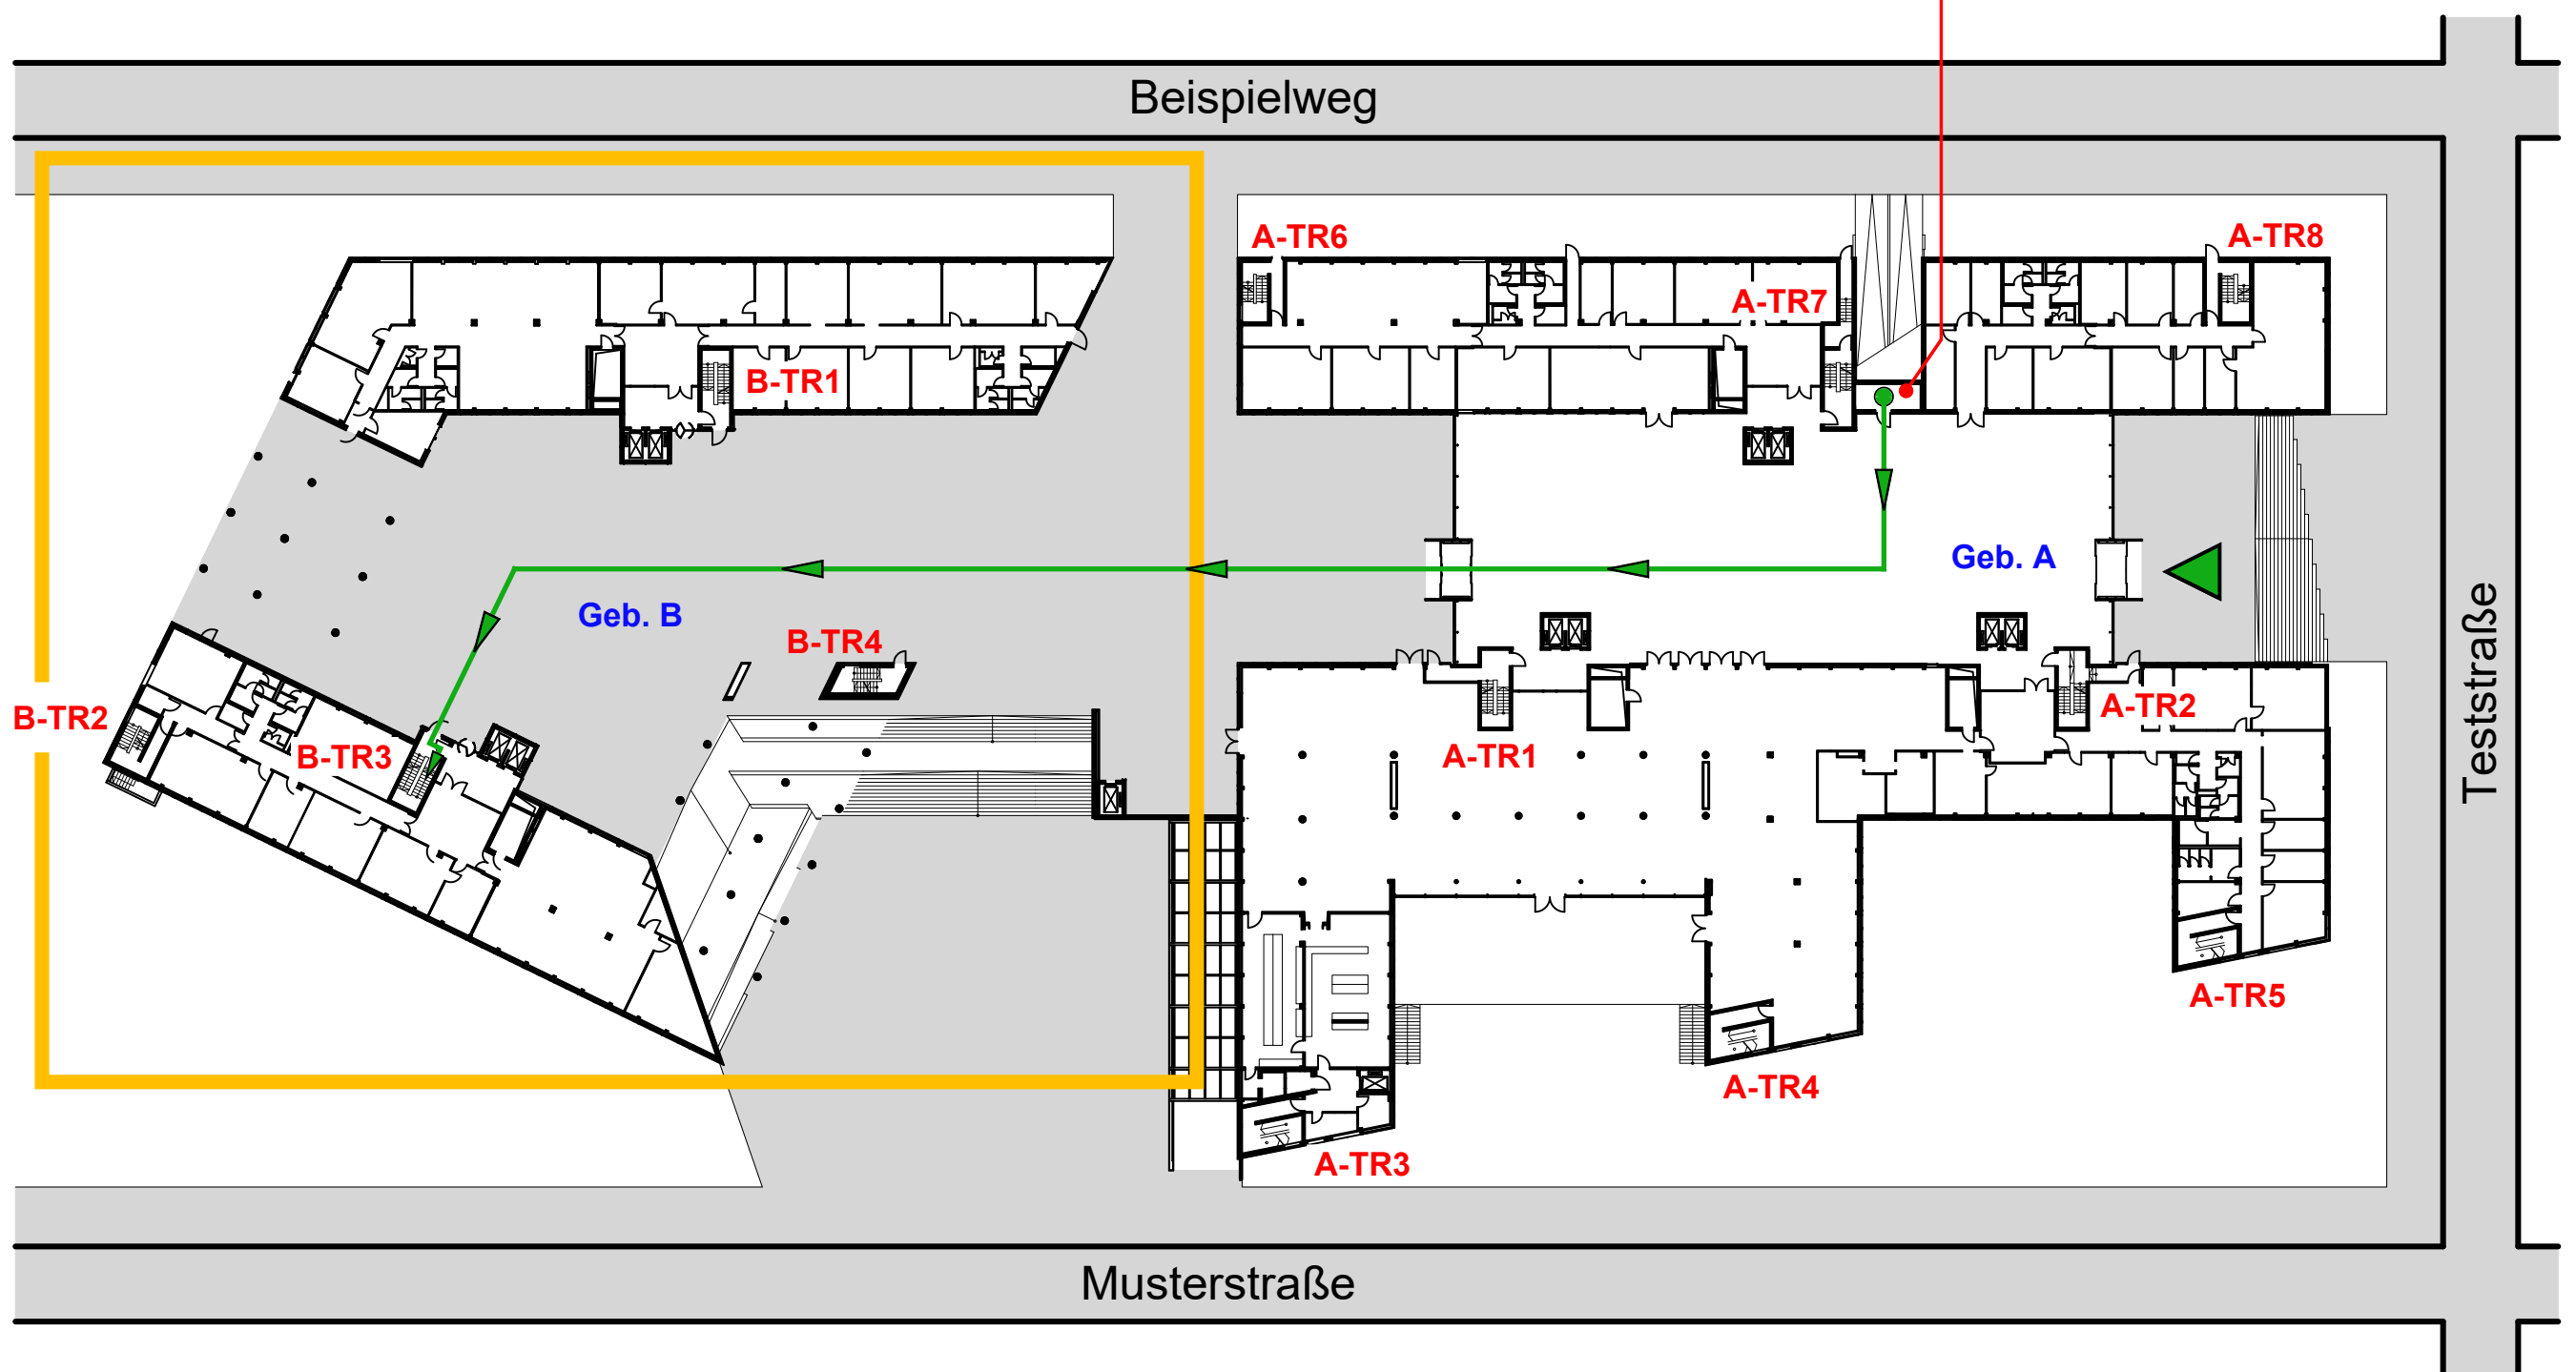 Beispielweg
A-TR6
A-TR8
A-TR7
B-TR1
Geb. A
Geb. B
B-TR4
Teststraße
B-TR2
A-TR2
B-TR3
A-TR1
A-TR5
A-TR4
A-TR3
Musterstraße